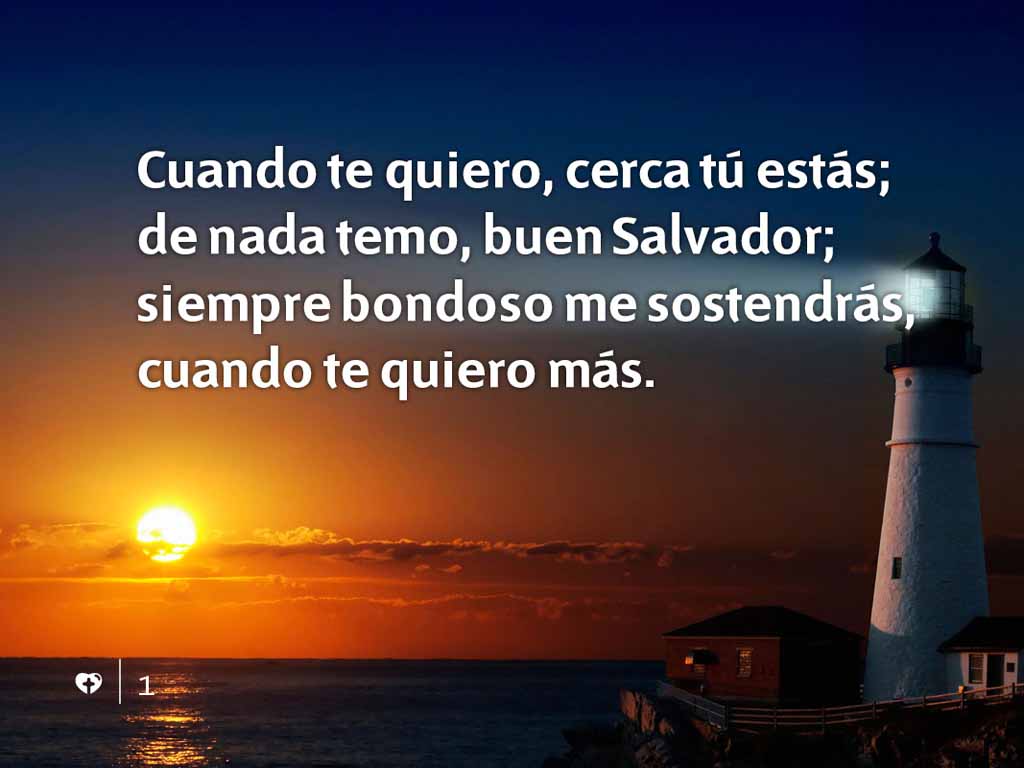 Cuando te quiero, cerca tú estás;
de nada temo, buen Salvador;
siempre bondoso me sostendrás,
cuando te quiero más.
1